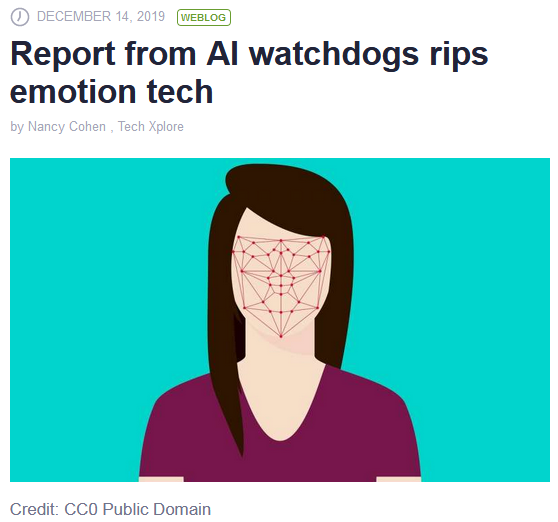 DECEMBER 14, 2019 WEBLOG
Report from AI watchdogs rips
emotion tech
by Nancy Cohen , Tech Xplore
Credit: CC0 Public Domain